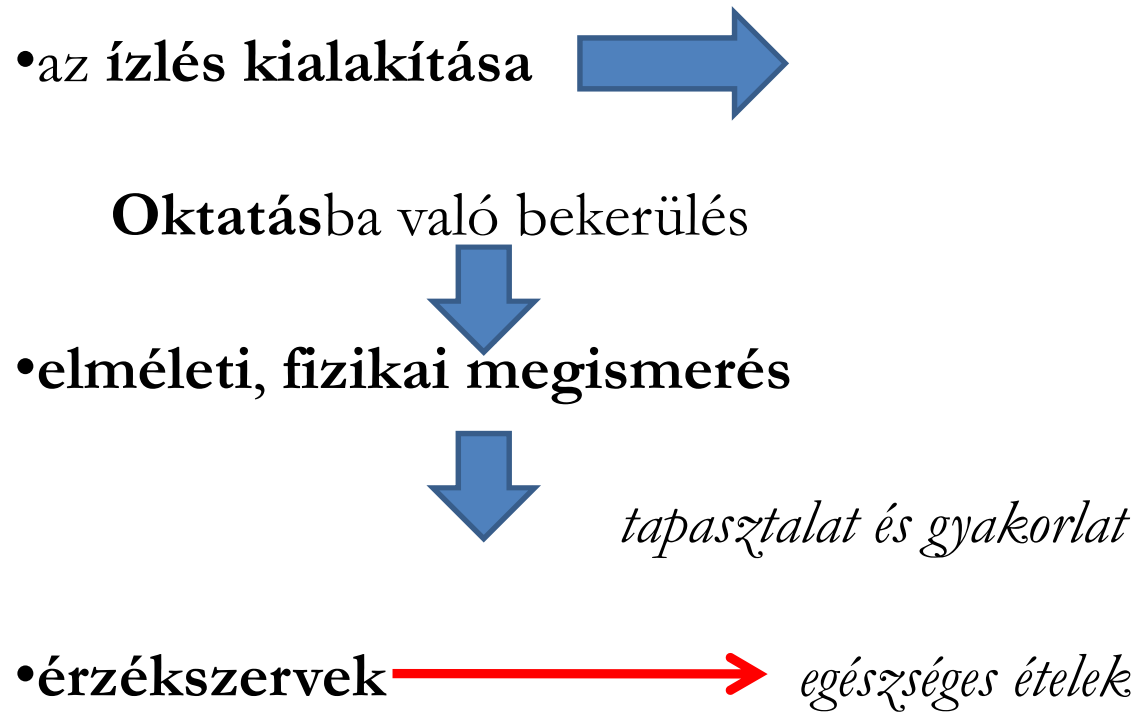 •az ízlés kialakítása
Oktatásba való bekerülés
•elméleti, fizikai megismerés
tapasztalat és gyakorlat
•érzékszervek egészséges ételek